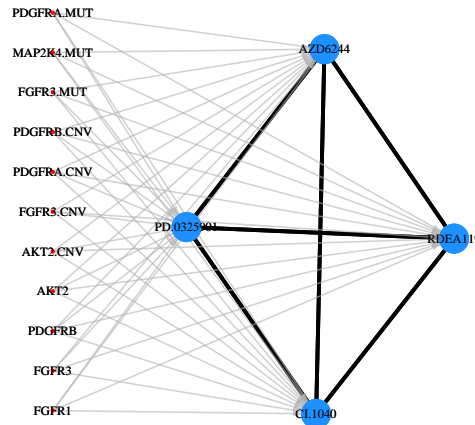 PDGFRA.MUT
MAP2K4.MUT
FGFR3.MUT
PDGFRB.CNV
PDGFRA.CNV
FGFR3.CNV
AKT2.CNV
AKT2
PDGFRB
FGFR3
FGFR1
AZD6244
PD.0325901
RDEA119
CI.1040